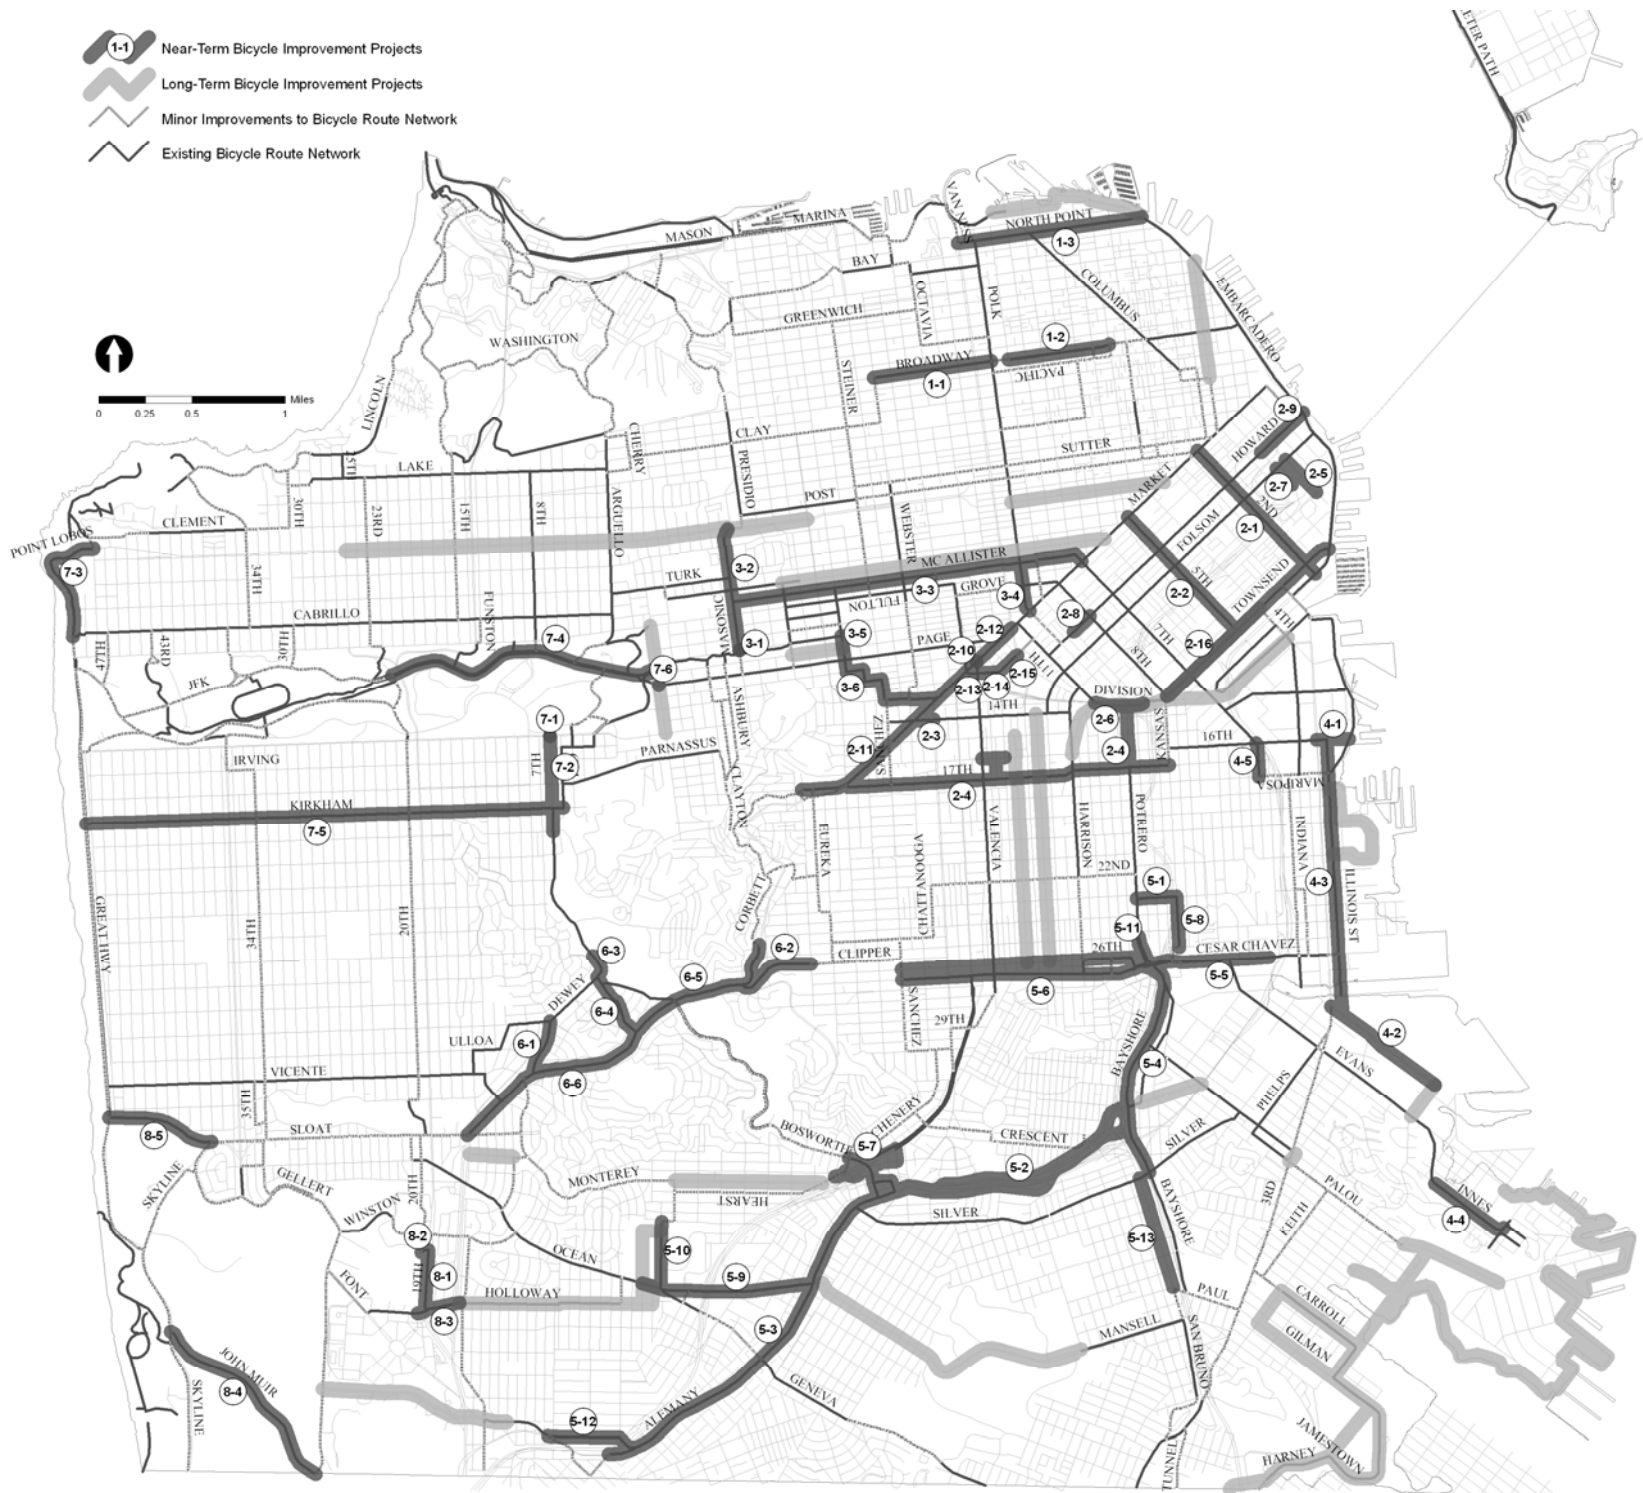 1-1 Near-Term Bicycle Improvement Projects
Long-Term Bicycle Improvement Projects
Minor Improvements to Bicycle Route Network
Existing Bicycle Route Network
ETER PATH
VAN NESS
NORTH POINT
1-3
MARINA
MASON
BAY
OCTAVIA
POLK
COLUMBUS
EMBARCADERO
GREENWICH
WASHINGTON
1-2
BROADWAY
1-1
PACIFIC
STEINER
LINCOLN
0 0.25 0.5 1 Miles
2-9
HOWARD
CHERRY
CLAY
SUTTER
15TH
LAKE
PRESIDIO
MARKET
2-7
2-5
POST
30TH
23RD
15TH
8TH
ARGUELLO
WEBSTER
FOLSOM
2ND
2-1
CLEMENT
POINT LOBOS
7-3
34TH
3-2
TURK
MC ALLISTER
3-3
GROVE
3-4
5TH
2-2
TOWNSEND
CABRILLO
FUNSTON
MASONIC
FULTON
2-8
4TH
7TH
47TH
43RD
30TH
7-4
3-1
3-5
PAGE
2-12
2-10
2-16
8TH
JFK
7-6
3-6
2-13
2-14
2-15
11TH
DIVISION
7-1
ASHBURY
SANCHEZ
14TH
2-3
2-6
2-4
KANSAS
4-1
16TH
2-11
4-5
IRVING
7TH
7-2
PARNASSUS
17TH
2-4
MARIPOSA
KIRKHAM
7-5
CLAYTON
EUREKA
VALENCIA
HARRISON
POTRERO
INDIANA
CHATTANOOGA
22ND
5-1
4-3
ILLINOIS ST
GREAT HWY
34TH
20TH
CORBETT
5-8
5-11
6-3
6-2
CLIPPER
26TH
CESAR CHAVEZ
5-5
6-5
5-6
DEWEY
6-4
SANCHEZ
29TH
4-2
ULLOA
6-1
BAYSHORE
5-4
EVANS
VICENTE
6-6
PHELPS
35TH
8-5
SLOAT
BOSWORTH
CHENERY
5-7
CRESCENT
SILVER
5-2
SKYLINE
GELLERT
20TH
MONTEREY
HEARST
PALOU
INNES
WINSTON
SILVER
BAYSHORE
3RD
KEITH
4-4
8-2
5-10
5-13
OCEAN
FONT
19TH
8-1
5-9
HOLLOWAY
8-3
PAUL
CARROLL
5-3
MANSELL
SAN BRUNO
GILMAN
JOHN MUIR
8-4
SKYLINE
GENEVA
ALEMANY
5-12
JAMESTOWN
HARNEY
TUNNEL